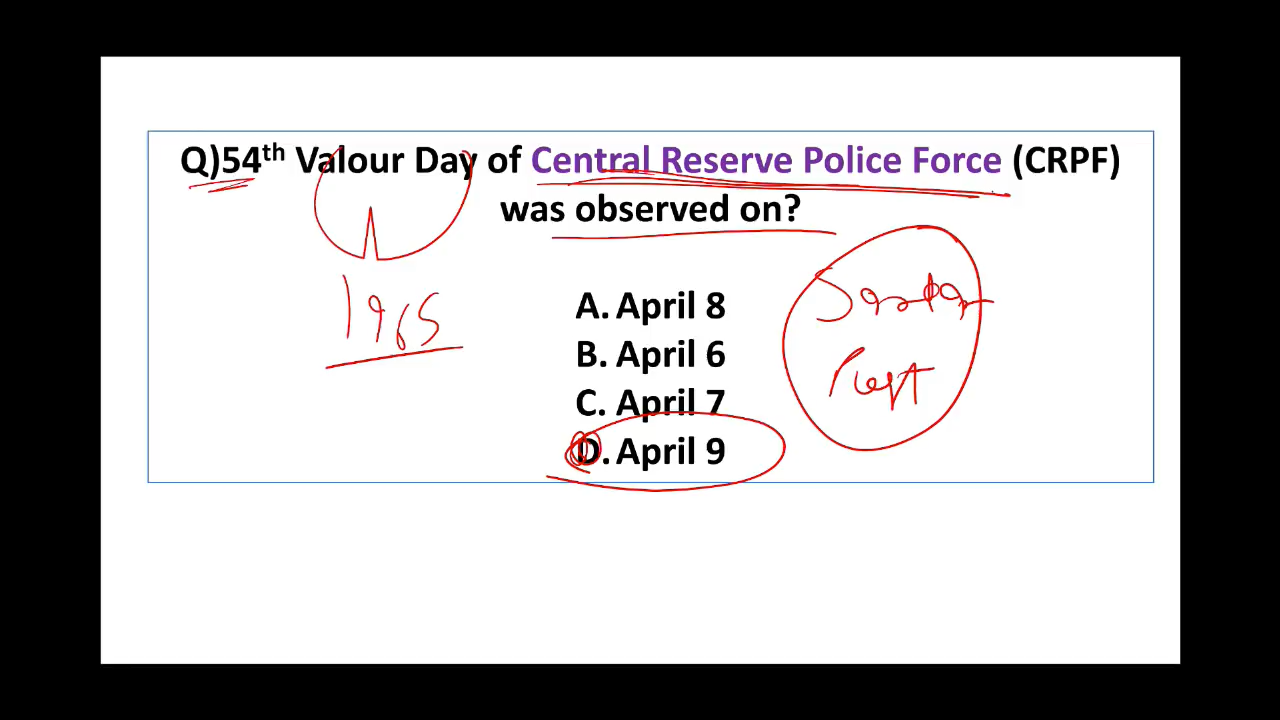 Q)54th Valour Day of Central Reserve Police Force (CRPF)
was observed on?
1965
A. April 8
B. April 6
C. April 7
D. April 9